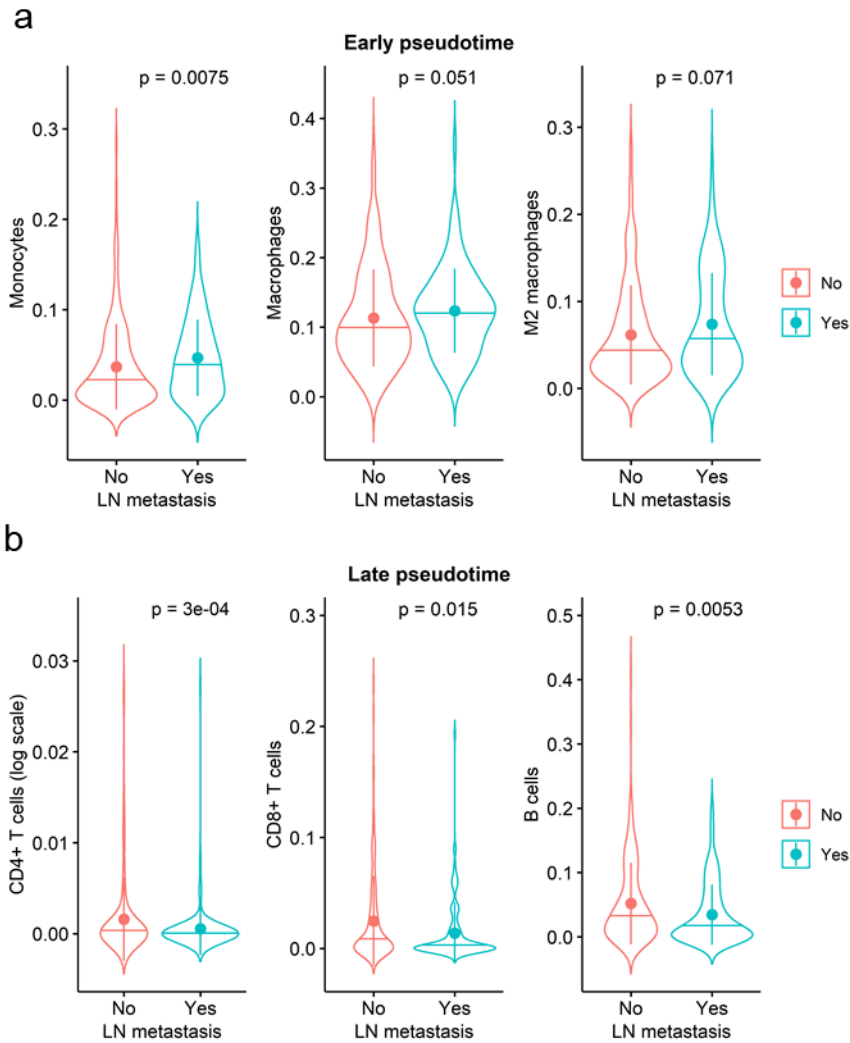 a
Early pseudotime
p = 0.0075
p = 0.051
p = 0.071
Monocytes
0.3
0.2
0.1
0.0
Macrophages
0.4
0.3
0.2
0.1
0.0
M2 macrophages
0.3
0.2
0.1
0.0
No
Yes
No Yes
LN metastasis
No Yes
LN metastasis
No Yes
LN metastasis
b
Late pseudotime
p = 3e-04
p = 0.015
p = 0.0053
CD4+ T cells (log scale)
0.03
0.02
0.01
0.00
CD8+ T cells
0.3
0.2
0.1
0.0
B cells
0.5
0.4
0.3
0.2
0.1
0.0
No
Yes
No Yes
LN metastasis
No Yes
LN metastasis
No Yes
LN metastasis